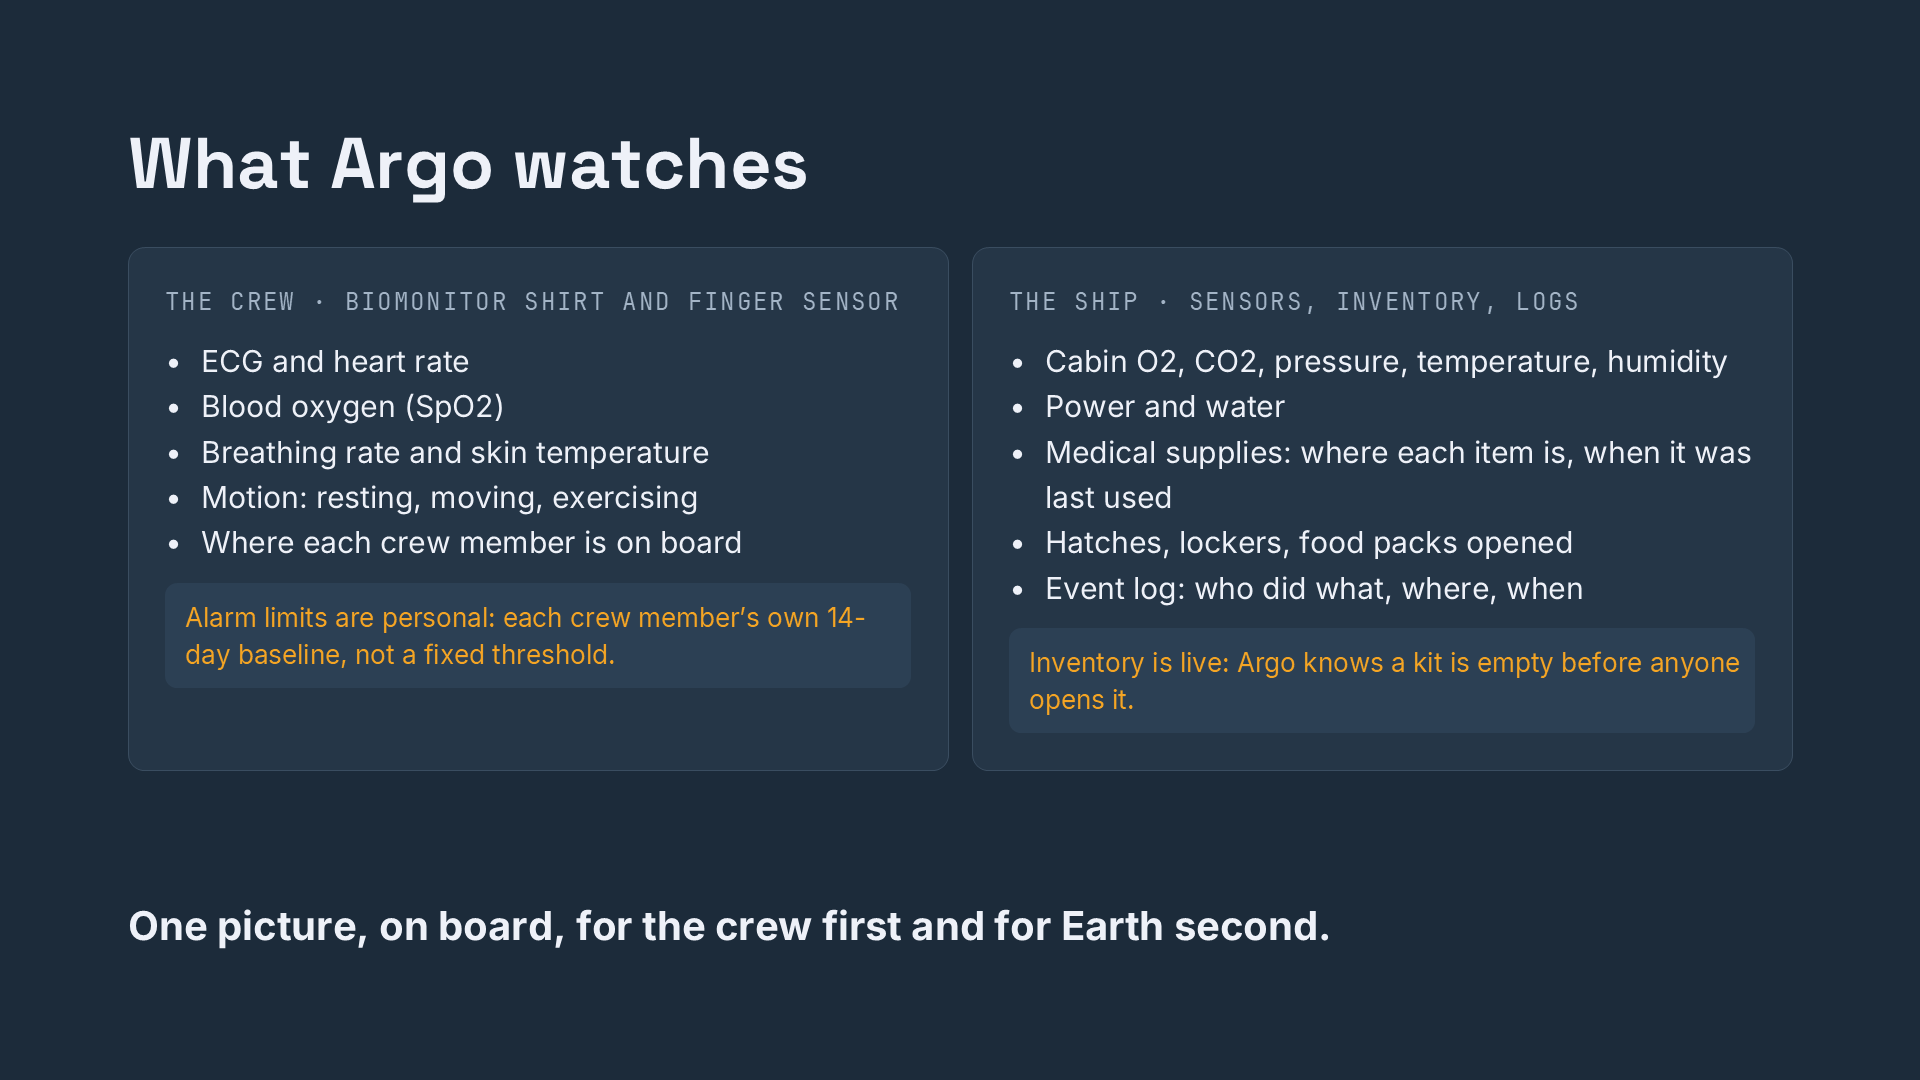 What Argo watches
THE CREW · BIOMONITOR SHIRT AND FINGER SENSOR
• ECG and heart rate
• Blood oxygen (SpO2)
• Breathing rate and skin temperature
• Motion: resting, moving, exercising
• Where each crew member is on board
Alarm limits are personal: each crew member’s own 14-
day baseline, not a fixed threshold.
THE SHIP · SENSORS, INVENTORY, LOGS
• Cabin O2, CO2, pressure, temperature, humidity
• Power and water
• Medical supplies: where each item is, when it was
last used
• Hatches, lockers, food packs opened
• Event log: who did what, where, when
Inventory is live: Argo knows a kit is empty before anyone
opens it.
One picture, on board, for the crew first and for Earth second.